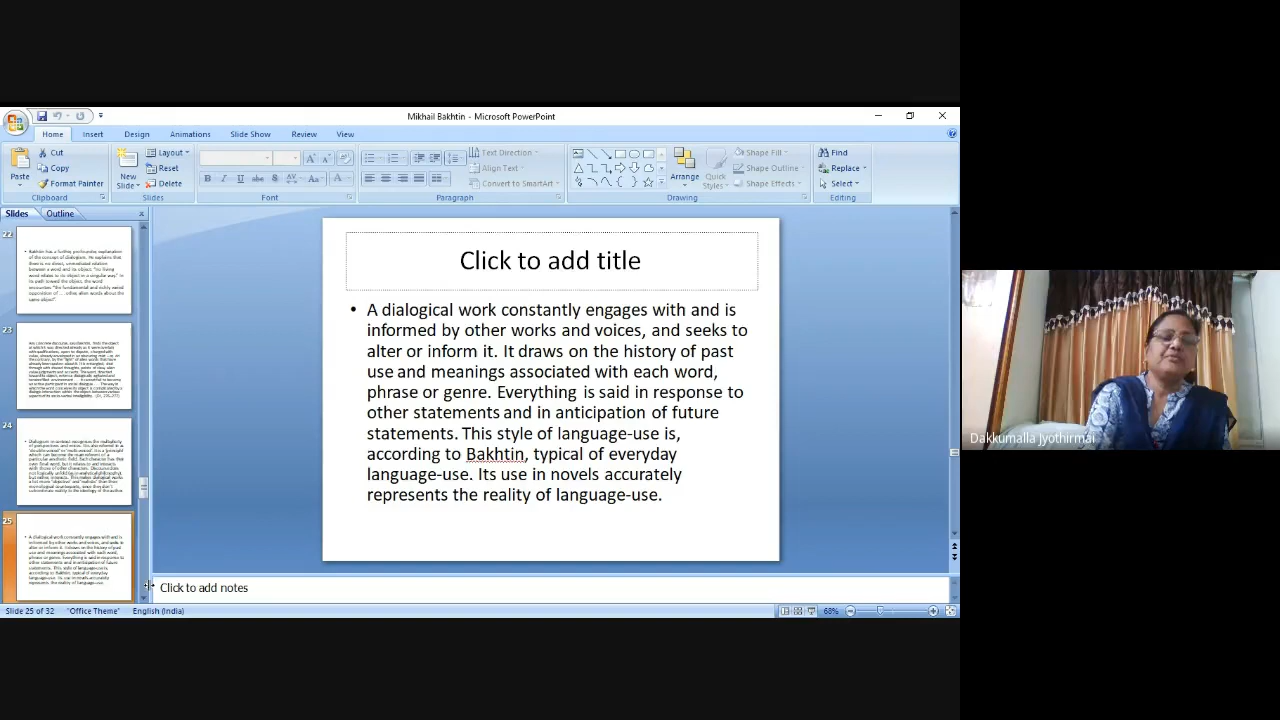 Mikhail Bakhtin - Microsoft PowerPoint
Home Insert Design Animations Slide Show Review View
Paste
Cut
Copy
Format Painter
Clipboard
New
Slide
Layout
Reset
Delete
Slides
B I U abc S AV Aa A
Font
Text Direction
Align Text
Convert to SmartArt
Paragraph
Arrange
Quick
Styles
Shape Fill
Shape Outline
Shape Effects
Drawing
Find
Replace
Select
Editing
Slides Outline
22
23
24
25
Click to add title
• A dialogical work constantly engages with and is
informed by other works and voices, and seeks to
alter or inform it. It draws on the history of past
use and meanings associated with each word,
phrase or genre. Everything is said in response to
other statements and in anticipation of future
statements. This style of language-use is,
according to Bakhtin, typical of everyday
language-use. Its use in novels accurately
represents the reality of language-use.
Click to add notes
Slide 25 of 32 "Office Theme" English (India) 68%
Dakkumalla Jyothirmai